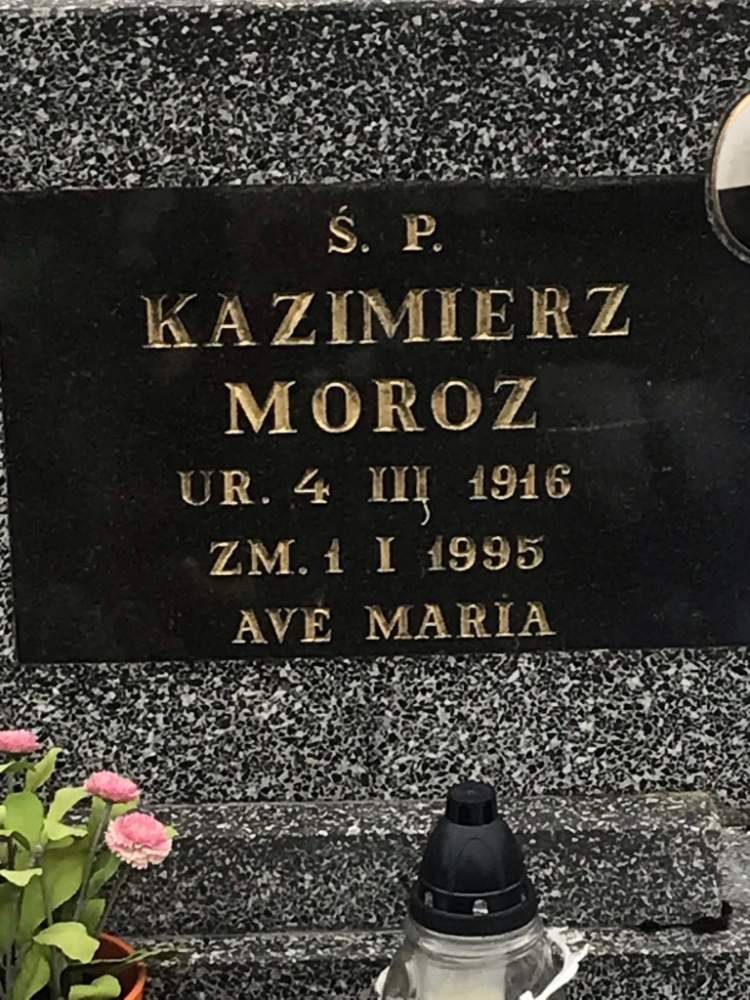 Ś. P.
KAZIMIERZ
MOROZ
UR. 4 III 1916
ZM. 1 I 1995
AVE MARIA